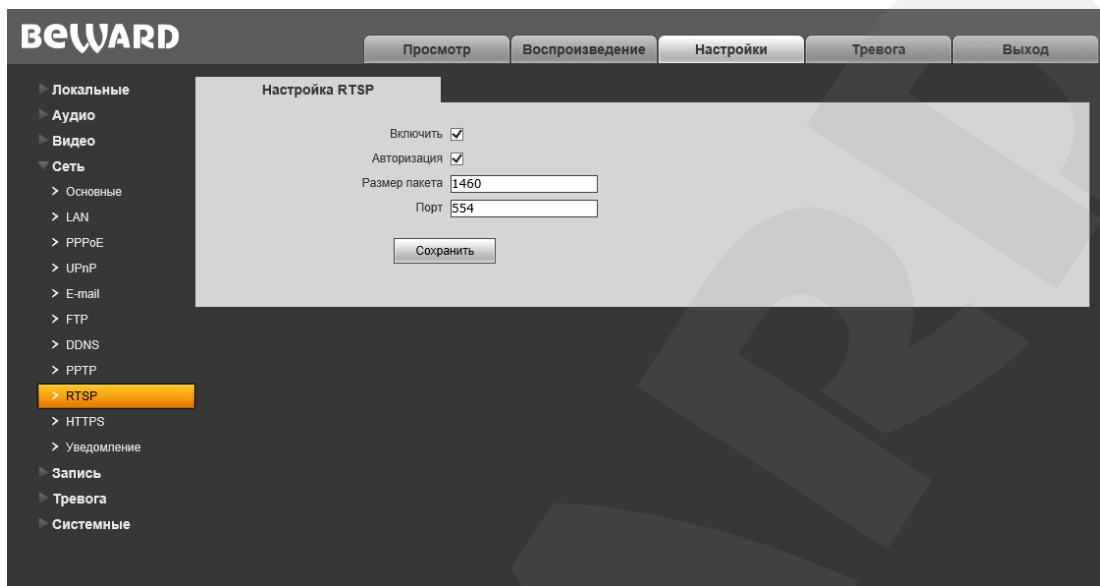 BEWARD
Просмотр
Воспроизведение
Настройки
Тревога
Выход
Локальные
Аудио
Видео
Сеть
Основные
LAN
PPPoE
UPnP
E-mail
FTP
DDNS
PPTP
RTSP
HTTPS
Уведомление
Запись
Тревога
Системные
Настройка RTSP
Включить
Авторизация
Размер пакета 1460
Порт 554
Сохранить